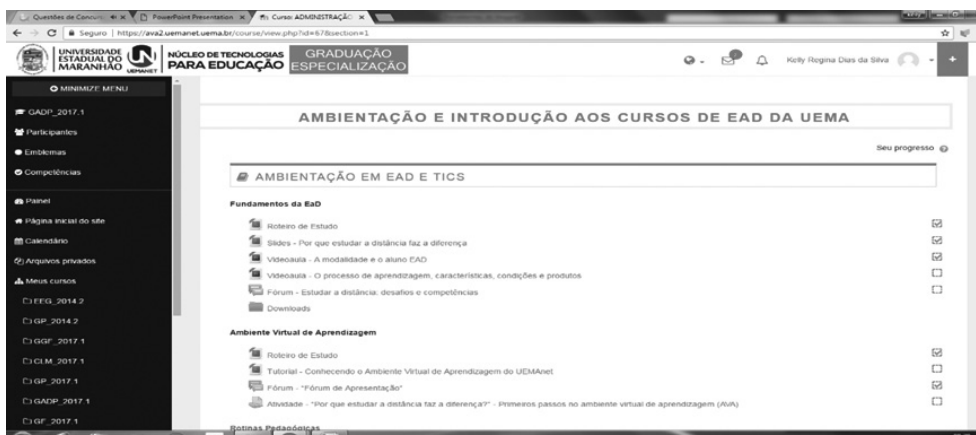 Questões de Concurs
PowerPoint Presentation
Curso: ADMINISTRAÇÃO
Seguro | https://ava2.uemanet.uema.br/course/view.php?id=67&section=1
UNIVERSIDADE
ESTADUAL DO
MARANHÃO
UEMANET
NÚCLEO DE TECNOLOGIAS
PARA EDUCAÇÃO
GRADUAÇÃO
ESPECIALIZAÇÃO
Kelly Regina Dias da Silva
MINIMIZE MENU
GADP_2017.1
Participantes
Emblemas
Competências
Painel
Página inicial do site
Calendário
Arquivos privados
Meus cursos
EEG_2014.2
GP_2014.2
GGF_2017.1
CLM_2017.1
GP_2017.1
GADP_2017.1
GF_2017.1
AMBIENTAÇÃO E INTRODUÇÃO AOS CURSOS DE EAD DA UEMA
Seu progresso
AMBIENTAÇÃO EM EAD E TICS
Fundamentos da EaD
Roteiro de Estudo
Slides - Por que estudar a distância faz a diferença
Videoaula - A modalidade e o aluno EAD
Videoaula - O processo de aprendizagem, características, condições e produtos
Fórum - Estudar a distância: desafios e competências
Downloads
Ambiente Virtual de Aprendizagem
Roteiro de Estudo
Tutorial - Conhecendo o Ambiente Virtual de Aprendizagem do UEMAnet
Fórum - "Fórum de Apresentação"
Atividade - "Por que estudar a distância faz a diferença?" - Primeiros passos no ambiente virtual de aprendizagem (AVA)
Rotinas Pedagógicas